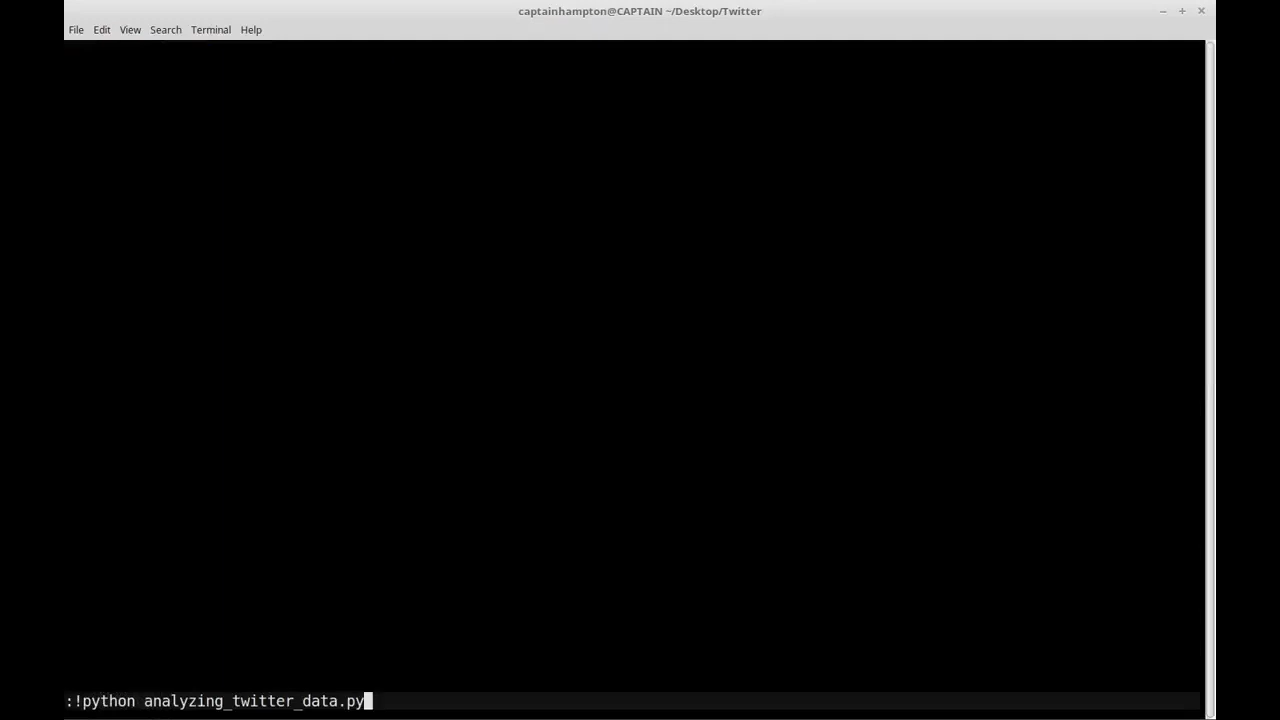 captainhampton@CAPTAIN ~/Desktop/Twitter
File Edit View Search Terminal Help
:!python analyzing_twitter_data.py